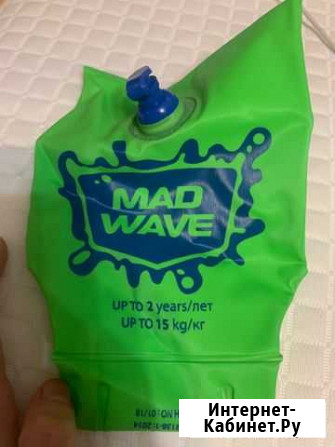 MAD
WAVE
UP TO 2 years/лет
UP TO 15 kg/кг
Интернет-
Кабинет.Ру